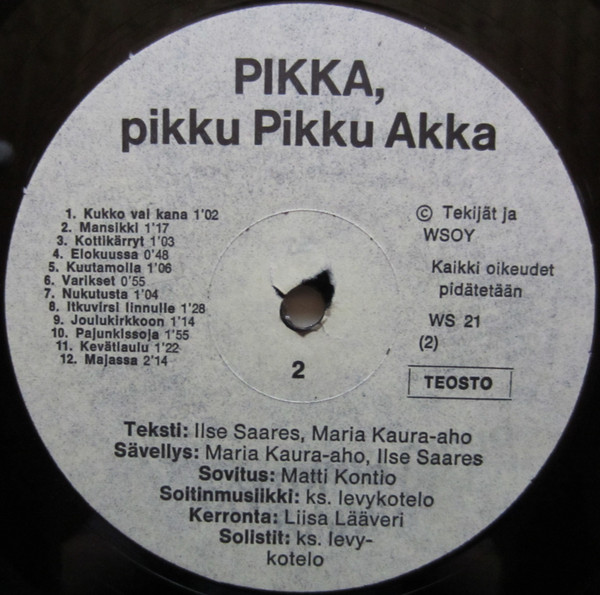 PIKKA,
pikku Pikku Akka
1. Kukko vai kana 1'02
2. Mansikki 1'17
3. Kottikärryt 1'03
4. Elokuussa 0'48
5. Kuutamolla 1'06
6. Varikset 0'55
7. Nukutusta 1'04
8. Itkuvirsi linnulle 1'28
9. Joulukirkkoon 1'14
10. Pajunkissoja 1'55
11. Kevätlaulu 1'22
12. Majassa 2'14
© Tekijät ja
WSOY
Kaikki oikeudet
pidätetään
WS 21
(2)
TEOSTO
2
Teksti: Ilse Saares, Maria Kaura-aho
Sävellys: Maria Kaura-aho, Ilse Saares
Sovitus: Matti Kontio
Soitinmusiikki: ks. levykotelo
Kerronta: Liisa Lääveri
Solistit: ks. levy-
kotelo